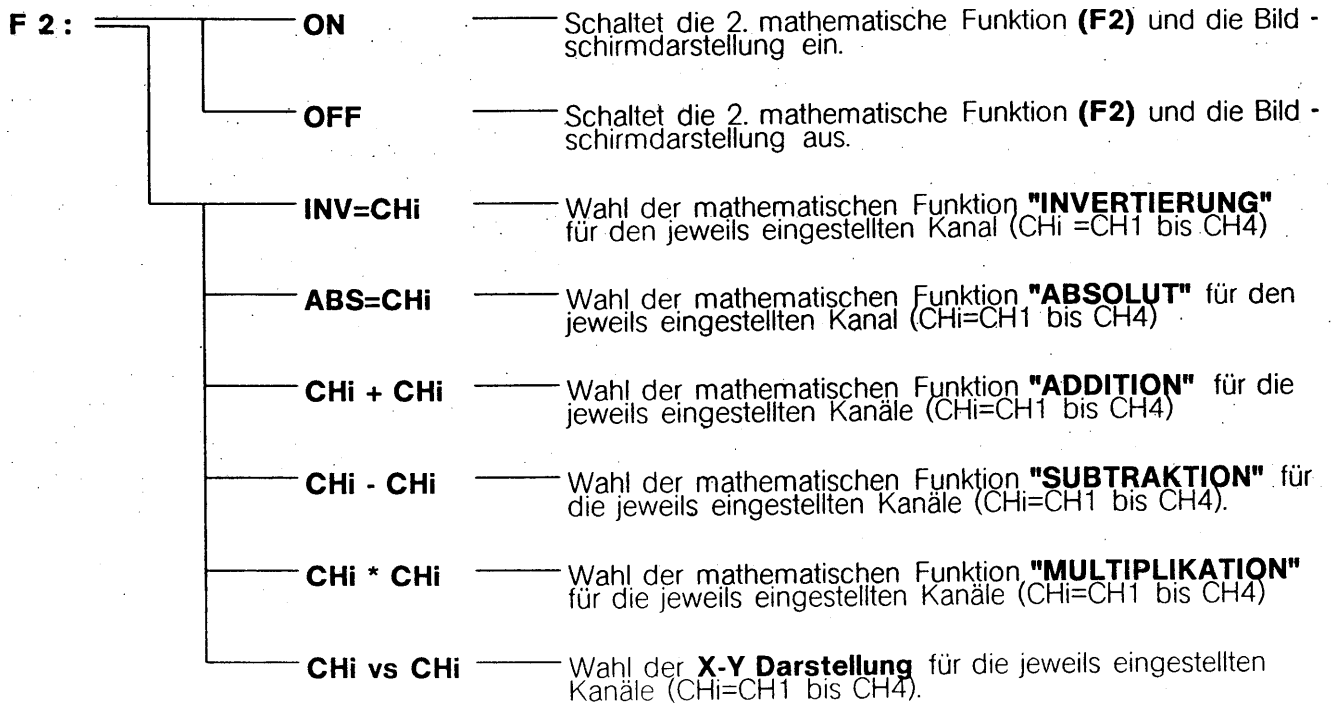 F 2 : ON Schaltet die 2. mathematische Funktion (F2) und die Bild -
schirmdarstellung ein.
OFF Schaltet die 2. mathematische Funktion (F2) und die Bild -
schirmdarstellung aus.
INV=CHi Wahl der mathematischen Funktion "INVERTIERUNG"
für den jeweils eingestellten Kanal (CHi =CH1 bis CH4)
ABS=CHi Wahl der mathematischen Funktion "ABSOLUT" für den
jeweils eingestellten Kanal (CHi=CH1 bis CH4)
CHi + CHi Wahl der mathematischen Funktion "ADDITION" für die
jeweils eingestellten Kanäle (CHi=CH1 bis CH4)
CHi - CHi Wahl der mathematischen Funktion "SUBTRAKTION" für
die jeweils eingestellten Kanäle (CHi=CH1 bis CH4).
CHi * CHi Wahl der mathematischen Funktion "MULTIPLIKATION"
für die jeweils eingestellten Kanäle (CHi=CH1 bis CH4)
CHi vs CHi Wahl der X-Y Darstellung für die jeweils eingestellten
Kanäle (CHi=CH1 bis CH4).